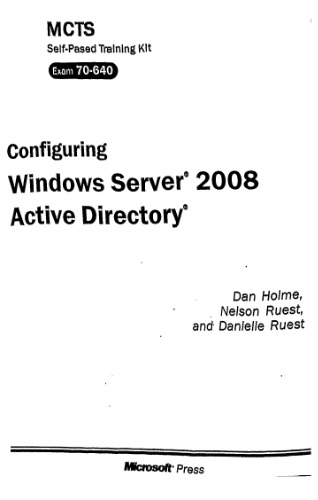 MCTS
Self-Paced Training Kit
Exam 70-640
Configuring
Windows Server® 2008
Active Directory®
Dan Holme,
Nelson Ruest,
and Danielle Ruest
Microsoft® Press